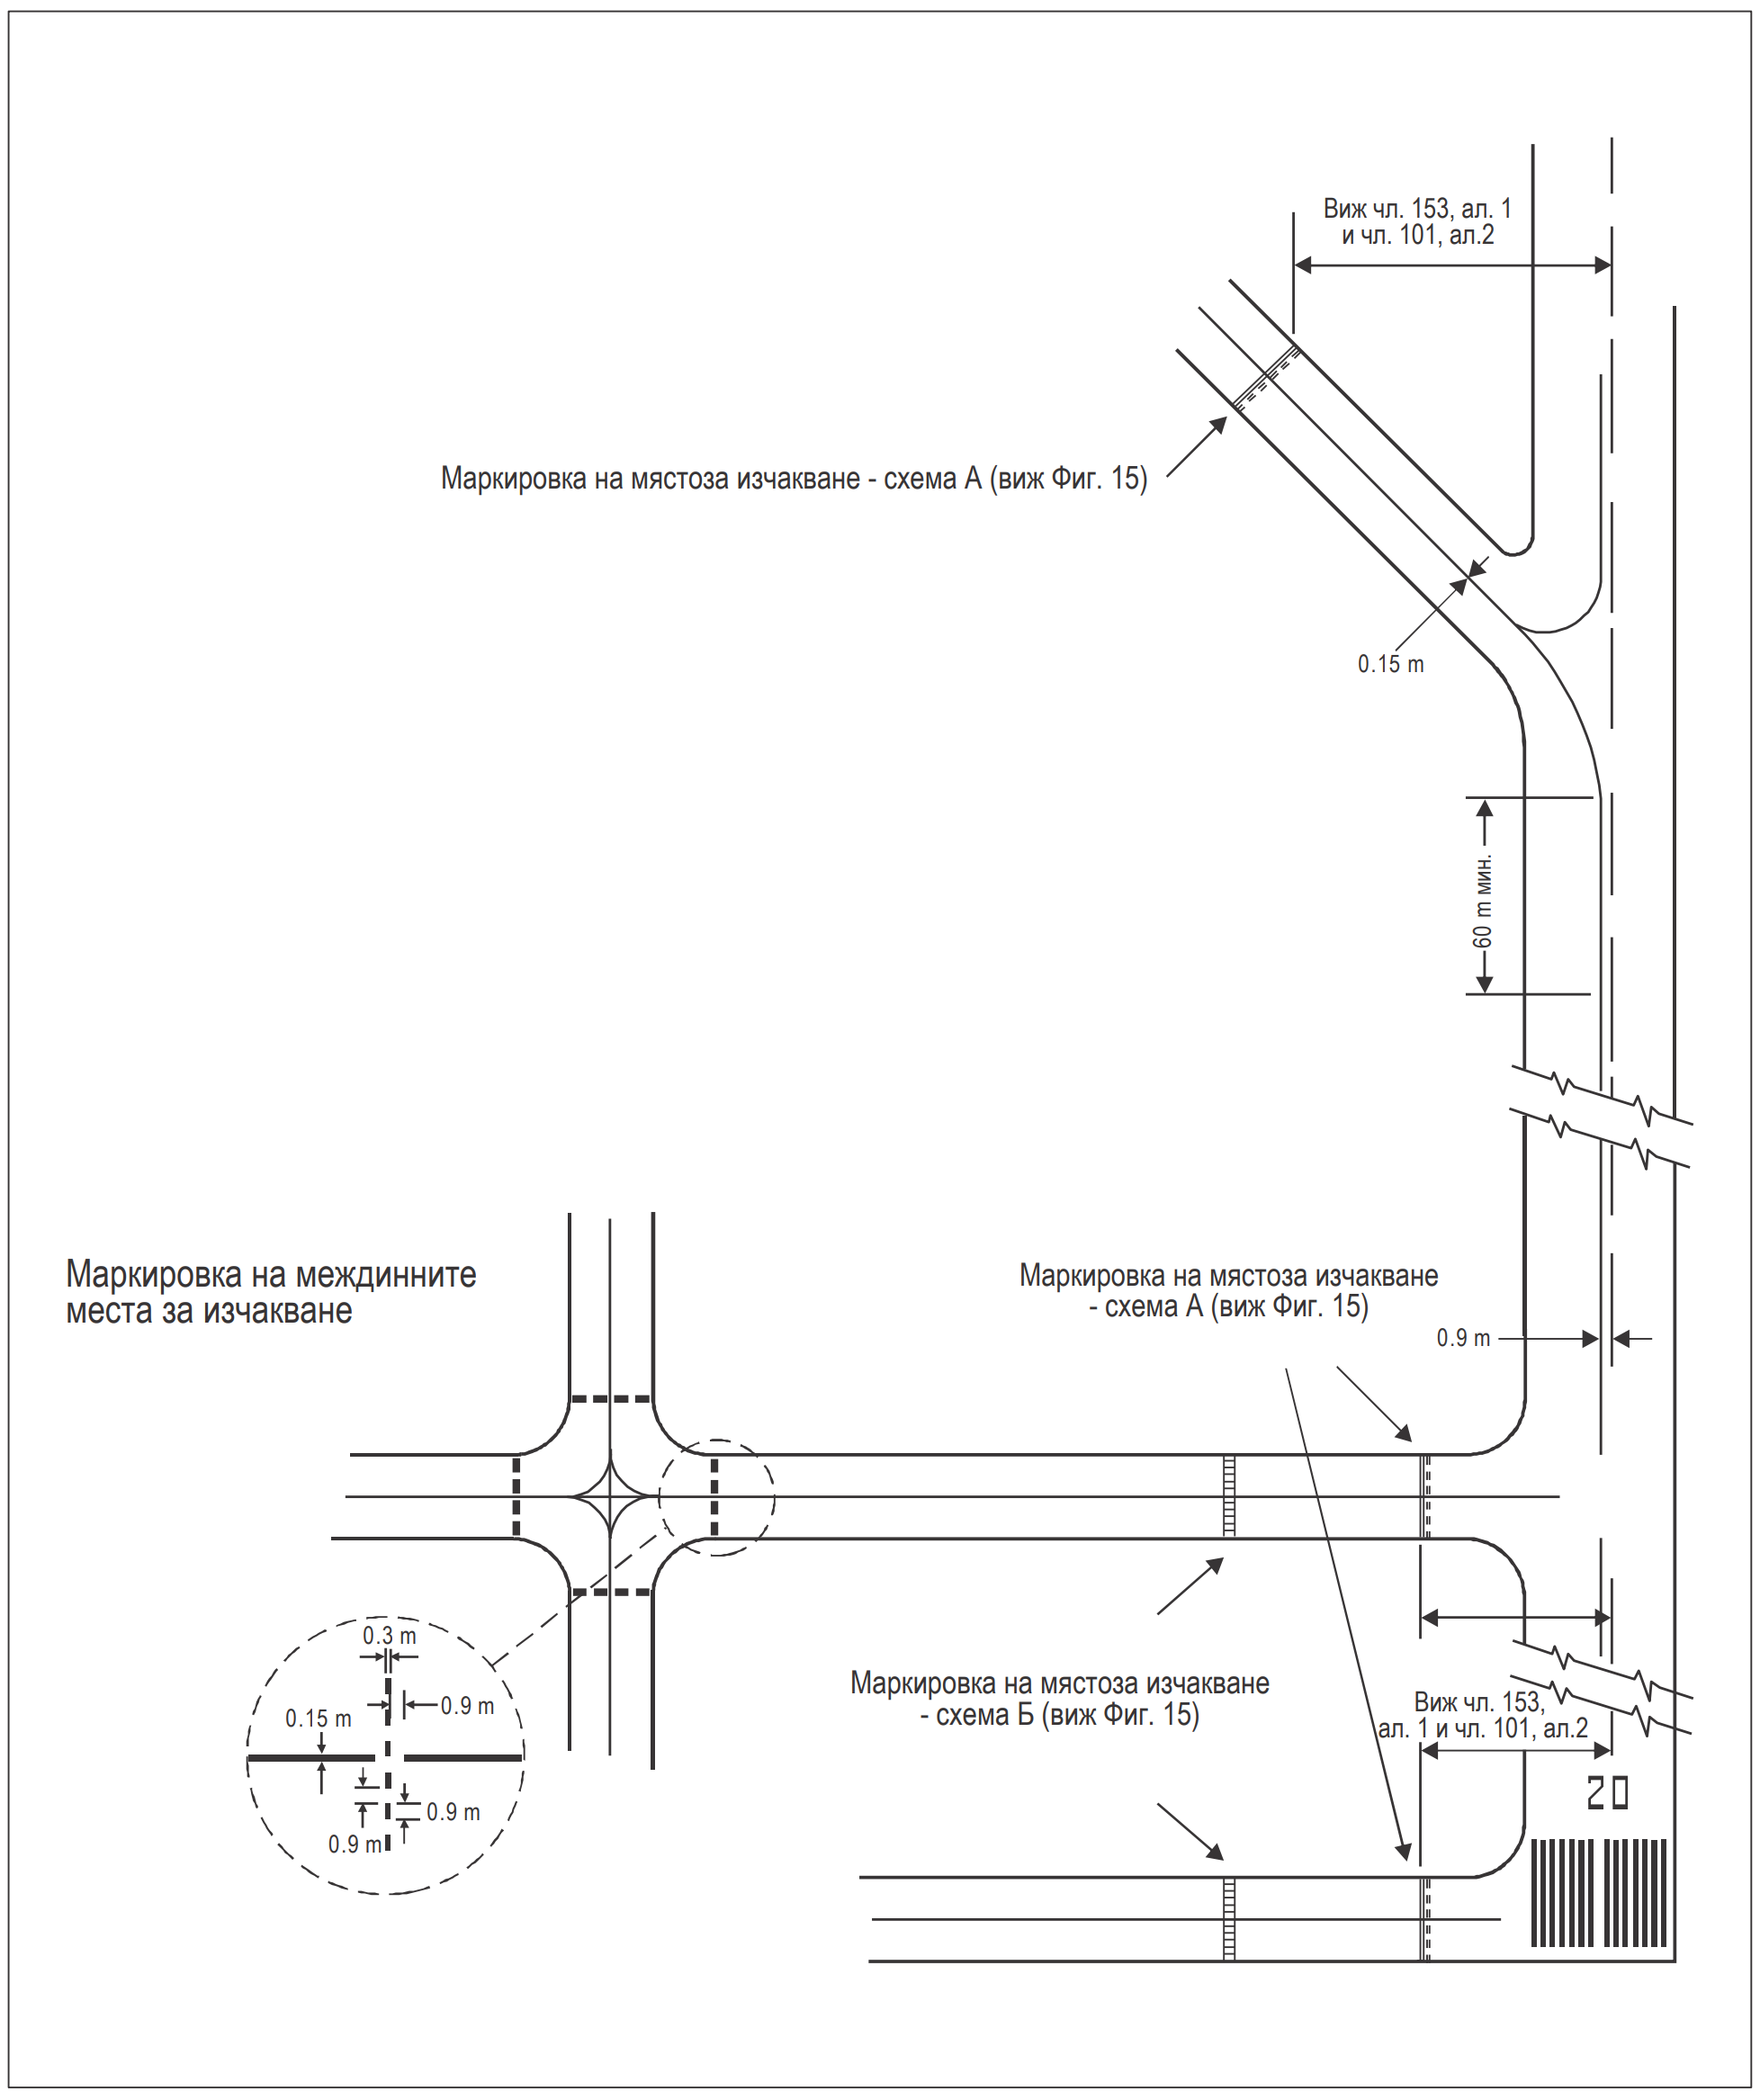 Виж чл. 153, ал. 1
и чл. 101, ал.2
Маркировка на мястоза изчакване - схема А (виж Фиг. 15)
0.15 m
60 m мин.
Маркировка на междинните
места за изчакване
Маркировка на мястоза изчакване
- схема А (виж Фиг. 15)
0.9 m
0.3 m
0.9 m
0.15 m
0.9 m
0.9 m
Маркировка на мястоза изчакване
- схема Б (виж Фиг. 15)
Виж чл. 153,
ал. 1 и чл. 101, ал.2
20